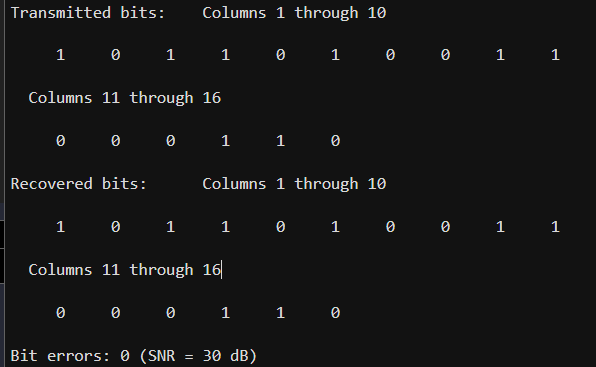 Transmitted bits:    Columns 1 through 10
1     0     1     1     0     1     0     0     1     1
Columns 11 through 16
0     0     0     1     1     0
Recovered bits:      Columns 1 through 10
1     0     1     1     0     1     0     0     1     1
Columns 11 through 16
0     0     0     1     1     0
Bit errors: 0 (SNR = 30 dB)